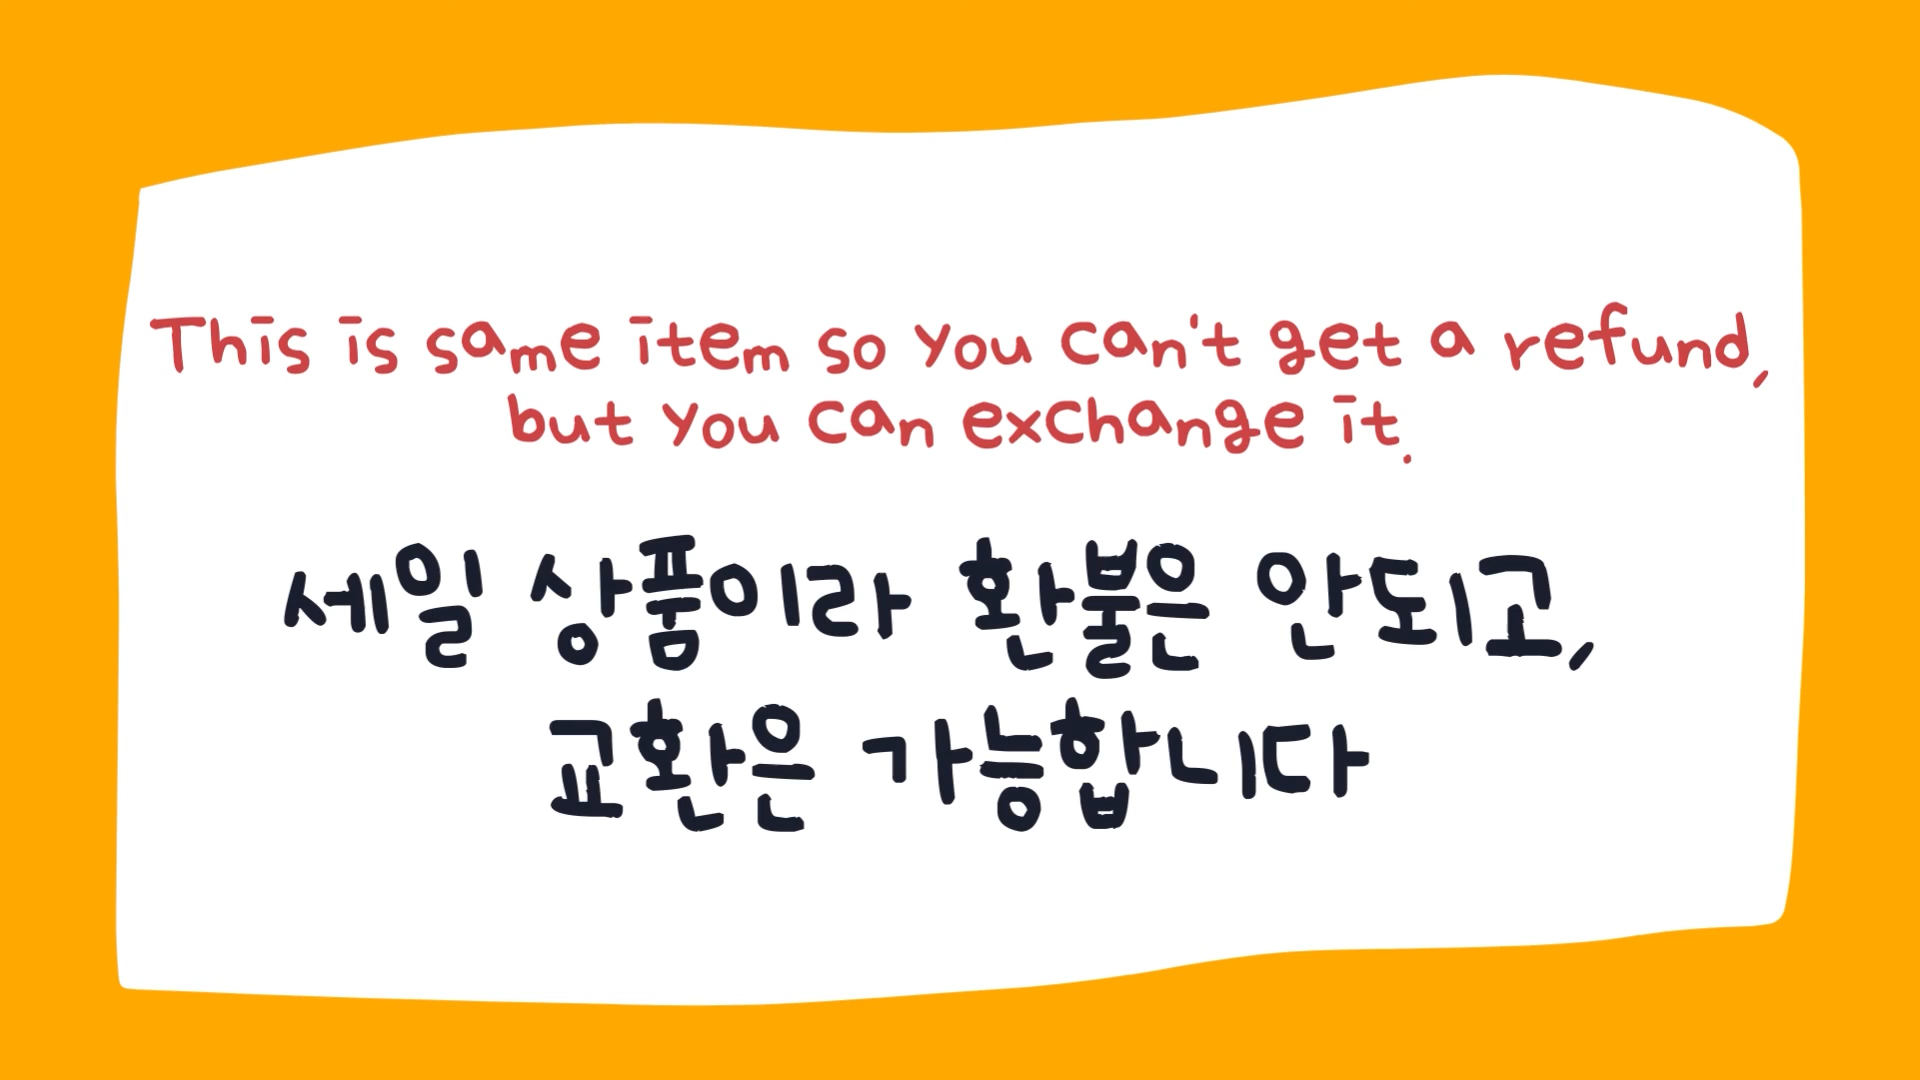 This is same item so you can't get a refund,
but you can exchange it.
세일 상품이라 환불은 안되고,
교환은 가능합니다